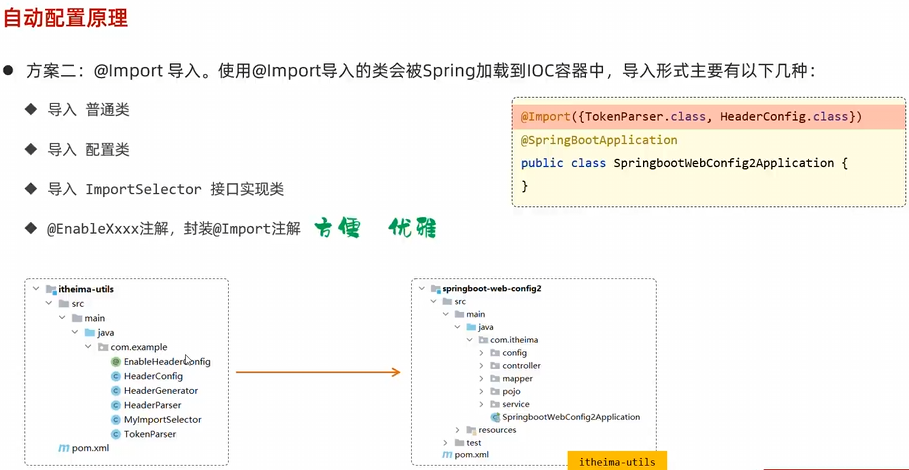 自动配置原理
方案二：@Import 导入。使用@Import导入的类会被Spring加载到IOC容器中，导入形式主要有以下几种：
导入 普通类
导入 配置类
导入 ImportSelector 接口实现类
@EnableXxxx注解，封装@Import注解 方便 优雅
@Import({TokenParser.class, HeaderConfig.class})
@SpringBootApplication
public class SpringbootWebConfig2Application {
}
itheima-utils
src
main
java
com.example
EnableHeaderConfig
HeaderConfig
HeaderGenerator
HeaderParser
MyImportSelector
TokenParser
pom.xml
springboot-web-config2
src
main
java
com.itheima
config
controller
mapper
pojo
service
SpringbootWebConfig2Application
resources
test
pom.xml
itheima-utils